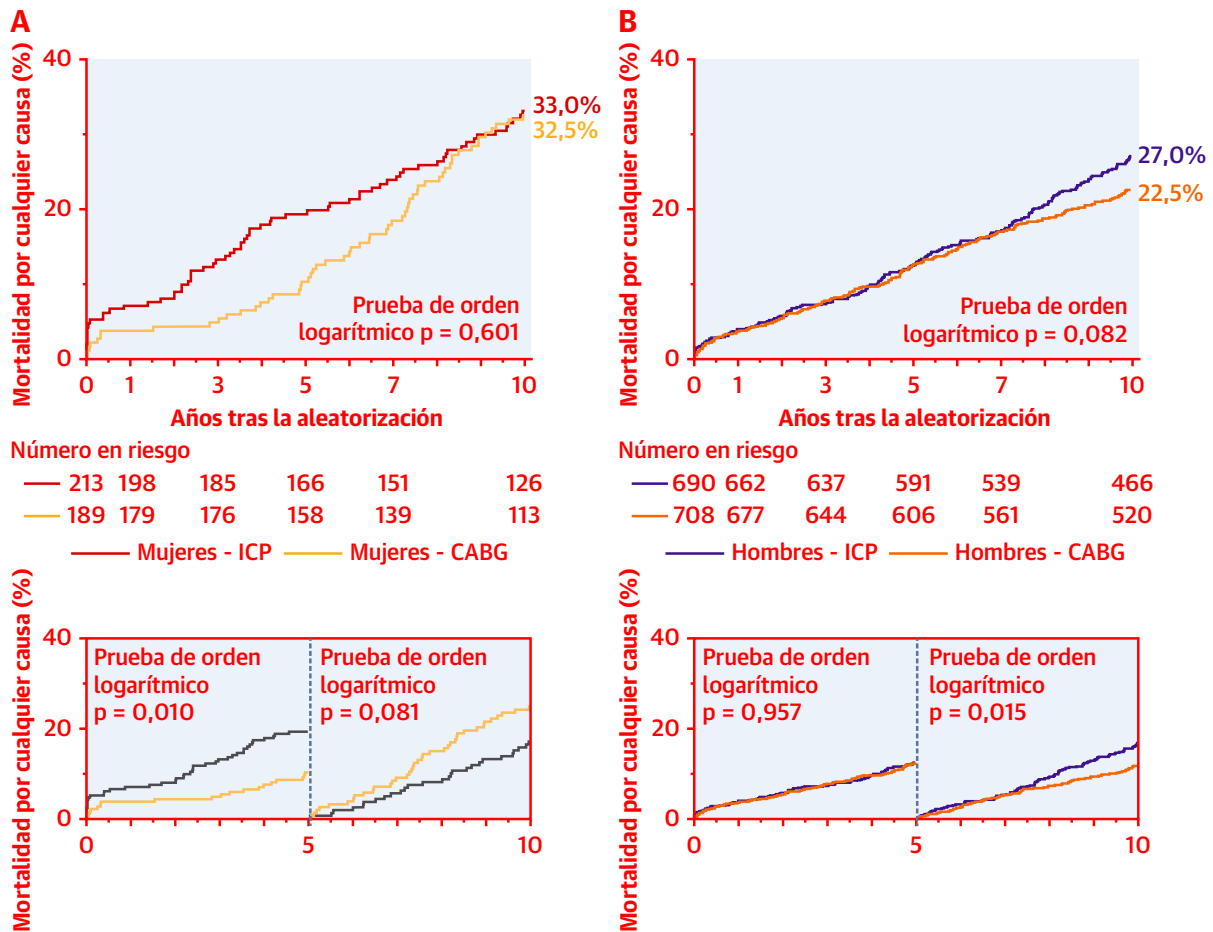 A
Mortalidad por cualquier causa (%)
40
20
0
33,0%
32,5%
Prueba de orden
logarítmico p = 0,601
0 1 3 5 7 10
Años tras la aleatorización
Número en riesgo
213 198 185 166 151 126
189 179 176 158 139 113
Mujeres - ICP Mujeres - CABG
Mortalidad por cualquier causa (%)
40
20
0
Prueba de orden
logarítmico
p = 0,010
Prueba de orden
logarítmico
p = 0,081
0 5 10
B
Mortalidad por cualquier causa (%)
40
20
0
27,0%
22,5%
Prueba de orden
logarítmico p = 0,082
0 1 3 5 7 10
Años tras la aleatorización
Número en riesgo
690 662 637 591 539 466
708 677 644 606 561 520
Hombres - ICP Hombres - CABG
Mortalidad por cualquier causa (%)
40
20
0
Prueba de orden
logarítmico
p = 0,957
Prueba de orden
logarítmico
p = 0,015
0 5 10